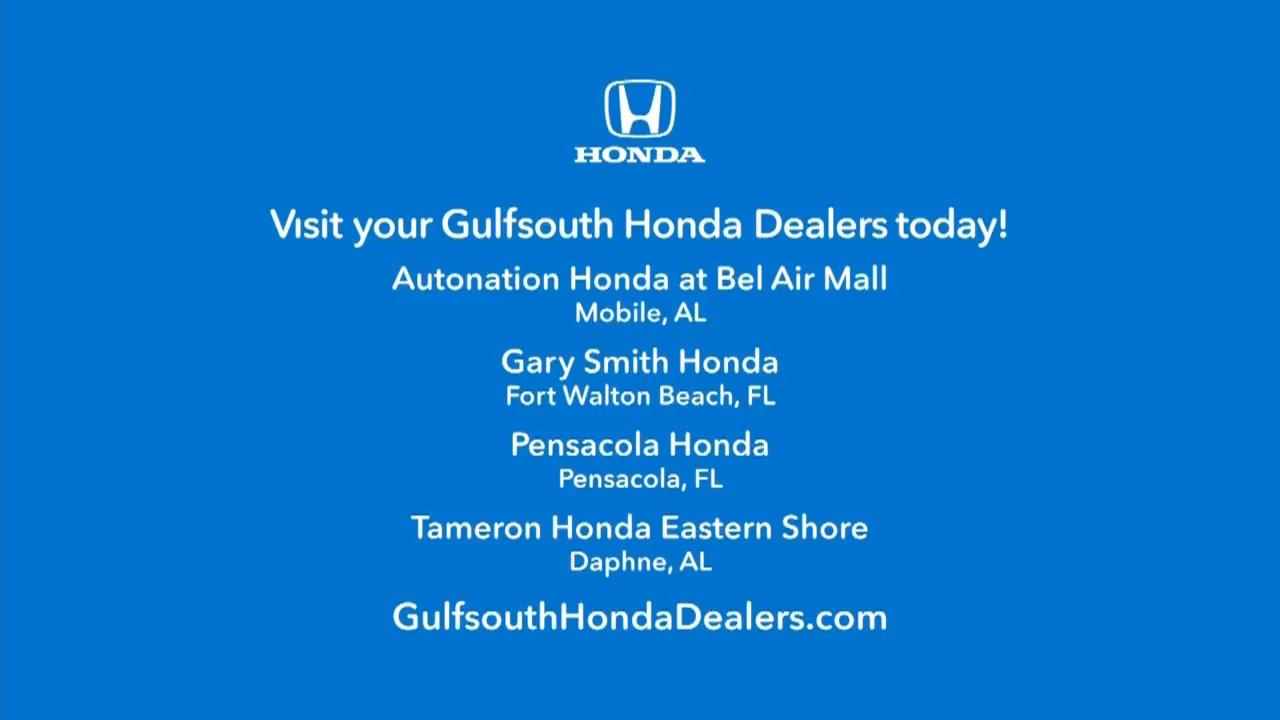 HONDA
Visit your Gulfsouth Honda Dealers today!
Autonation Honda at Bel Air Mall
Mobile, AL
Gary Smith Honda
Fort Walton Beach, FL
Pensacola Honda
Pensacola, FL
Tameron Honda Eastern Shore
Daphne, AL
GulfsouthHondaDealers.com